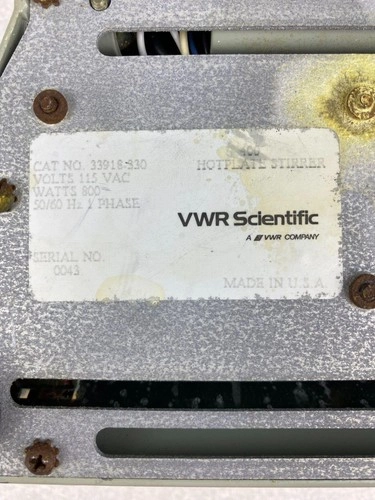 CAT NO. 33918-330
VOLTS 115 VAC
WATTS 800
50/60 Hz 1 PHASE
HOTPLATE STIRRER
VWR Scientific
A VWR COMPANY
SERIAL NO.
0043
MADE IN U.S.A.